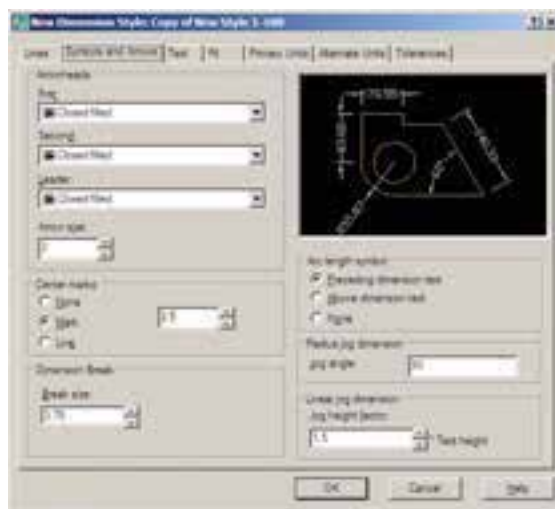 New Dimension Style: Copy of New Style
Lines Symbols and Arrows Text Fit Primary Units Alternate Units Tolerances
Arrowheads
First:
Closed filled
Second:
Closed filled
Leader:
Closed filled
Arrow size:
Center marks
None
Mark
Line
Dimension Break
Break size:
Arc length symbol
Preceding dimension text
Above dimension text
None
Radius jog dimension
Jog angle:
Linear jog dimension
Jog height factor:
1.5
* Text height
OK Cancel Help